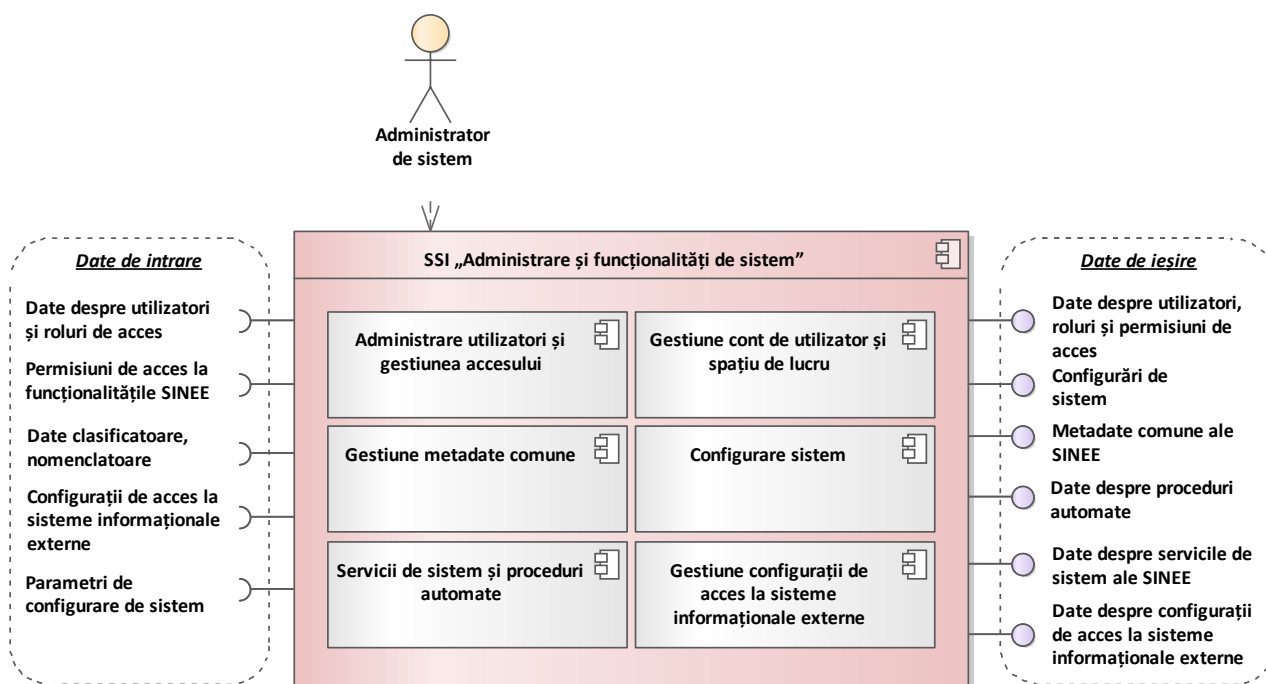 Administrator
de sistem
SSI „Administrare și funcționalități de sistem”
Date de intrare
Date despre utilizatori
și roluri de acces
Permisiuni de acces la
funcționalitățile SINEE
Date clasificatoare,
nomenclatoare
Configurații de acces la
sisteme informaționale
externe
Parametri de
configurare de sistem
Administrare utilizatori și
gestiunea accesului
Gestiune cont de utilizator și
spațiu de lucru
Gestiune metadate comune
Configurare sistem
Servicii de sistem și proceduri
automate
Gestiune configurații de
acces la sisteme
informaționale externe
Date de ieșire
Date despre utilizatori,
roluri și permisiuni de
acces
Configurări de
sistem
Metadate comune ale
SINEE
Date despre proceduri
automate
Date despre servicile de
sistem ale SINEE
Date despre configurații
de acces la sisteme
informaționale externe